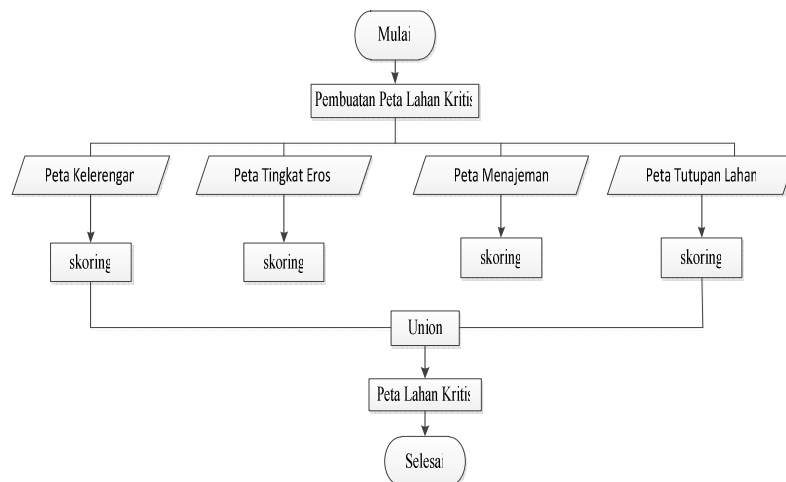 Mulai
Pembuatan Peta Lahan Kritis
Peta Kelerengan
Peta Tingkat Eros
Peta Menajeman
Peta Tutupan Lahan
skoring
skoring
skoring
skoring
Union
Peta Lahan Kritis
Selesai